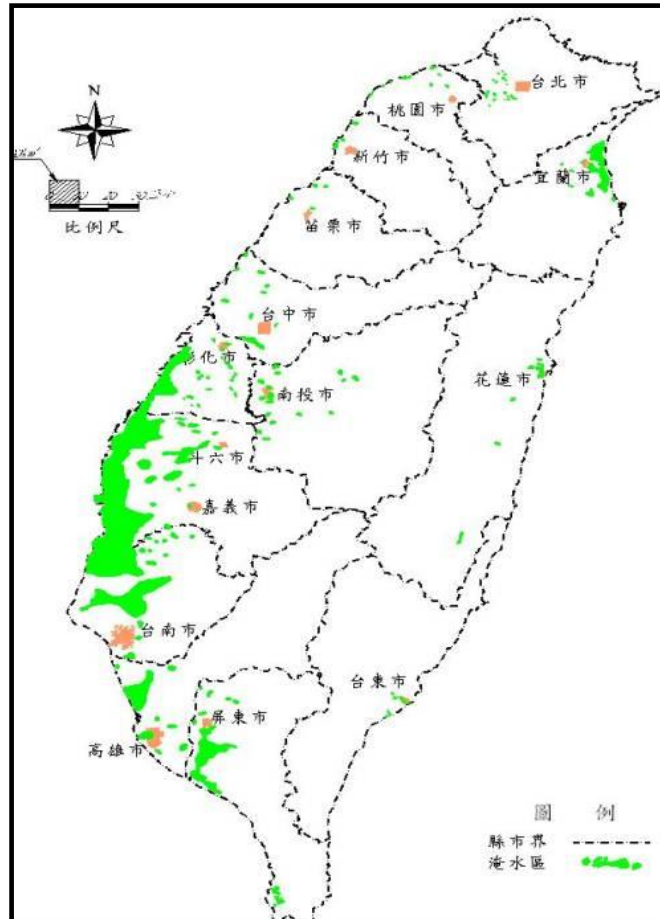 N
台北市
桃園市
新竹市
宜蘭市
比例尺
苗栗市
台中市
彰化市
花蓮市
南投市
斗六市
嘉義市
台南市
台東市
屏東市
高雄市
圖 例
縣市界
淹水區